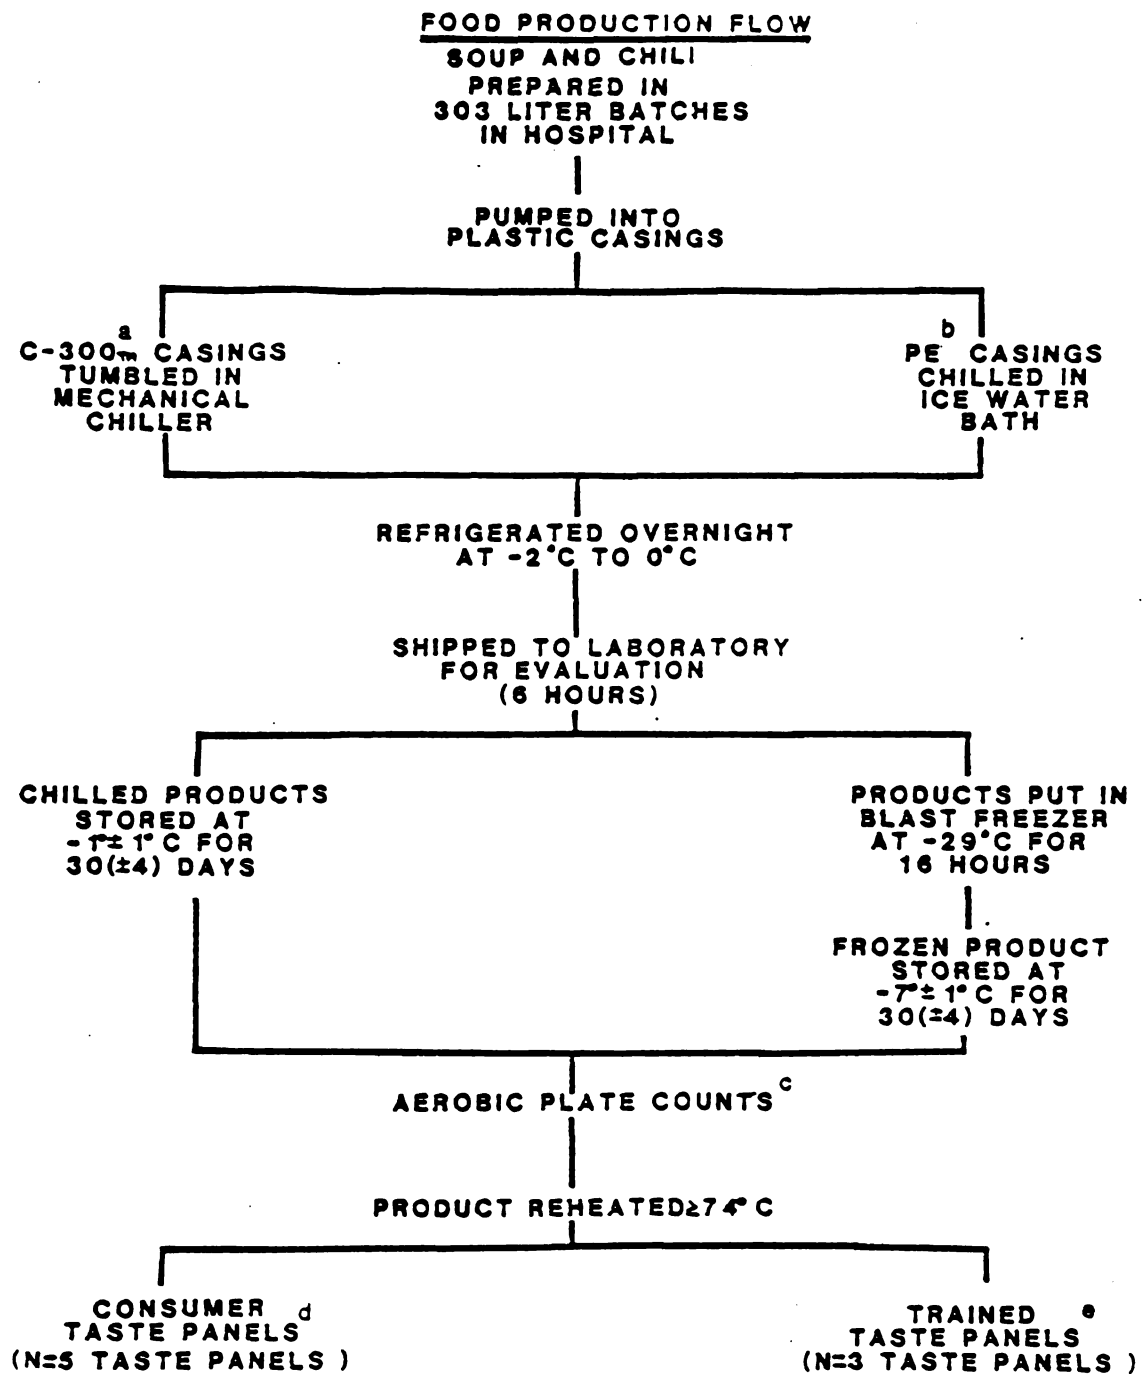 FOOD PRODUCTION FLOW
SOUP AND CHILI
PREPARED IN
303 LITER BATCHES
IN HOSPITAL
PUMPED INTO
PLASTIC CASINGS
a
C-300™ CASINGS
TUMBLED IN
MECHANICAL
CHILLER
b
PE CASINGS
CHILLED IN
ICE WATER
BATH
REFRIGERATED OVERNIGHT
AT -2°C TO 0°C
SHIPPED TO LABORATORY
FOR EVALUATION
(6 HOURS)
CHILLED PRODUCTS
STORED AT
-1°± 1°C FOR
30(±4) DAYS
PRODUCTS PUT IN
BLAST FREEZER
AT -29°C FOR
16 HOURS
FROZEN PRODUCT
STORED AT
-7°± 1°C FOR
30(±4) DAYS
AEROBIC PLATE COUNTS c
PRODUCT REHEATED≥74°C
CONSUMER
TASTE PANELS d
(N=5 TASTE PANELS )
TRAINED e
TASTE PANELS
(N=3 TASTE PANELS )